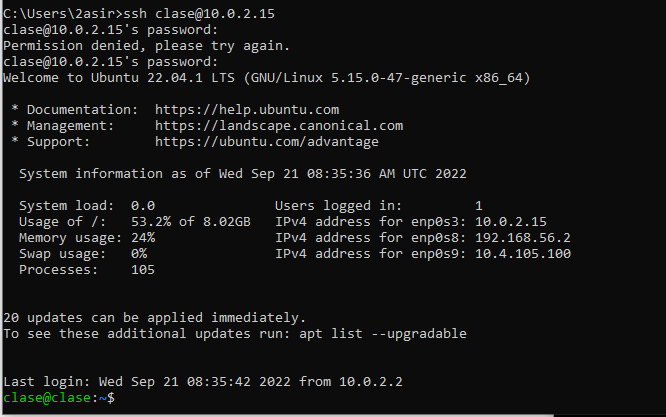 C:\Users\2asir>ssh clase@10.0.2.15
clase@10.0.2.15's password:
Permission denied, please try again.
clase@10.0.2.15's password:
Welcome to Ubuntu 22.04.1 LTS (GNU/Linux 5.15.0-47-generic x86_64)
* Documentation:  https://help.ubuntu.com
* Management:     https://landscape.canonical.com
* Support:        https://ubuntu.com/advantage
System information as of Wed Sep 21 08:35:36 AM UTC 2022
System load:  0.0               Users logged in:         1
Usage of /:   53.2% of 8.02GB   IPv4 address for enp0s3: 10.0.2.15
Memory usage: 24%               IPv4 address for enp0s8: 192.168.56.2
Swap usage:   0%                IPv4 address for enp0s9: 10.4.105.100
Processes:    105
20 updates can be applied immediately.
To see these additional updates run: apt list --upgradable
Last login: Wed Sep 21 08:35:42 2022 from 10.0.2.2
clase@clase:~$